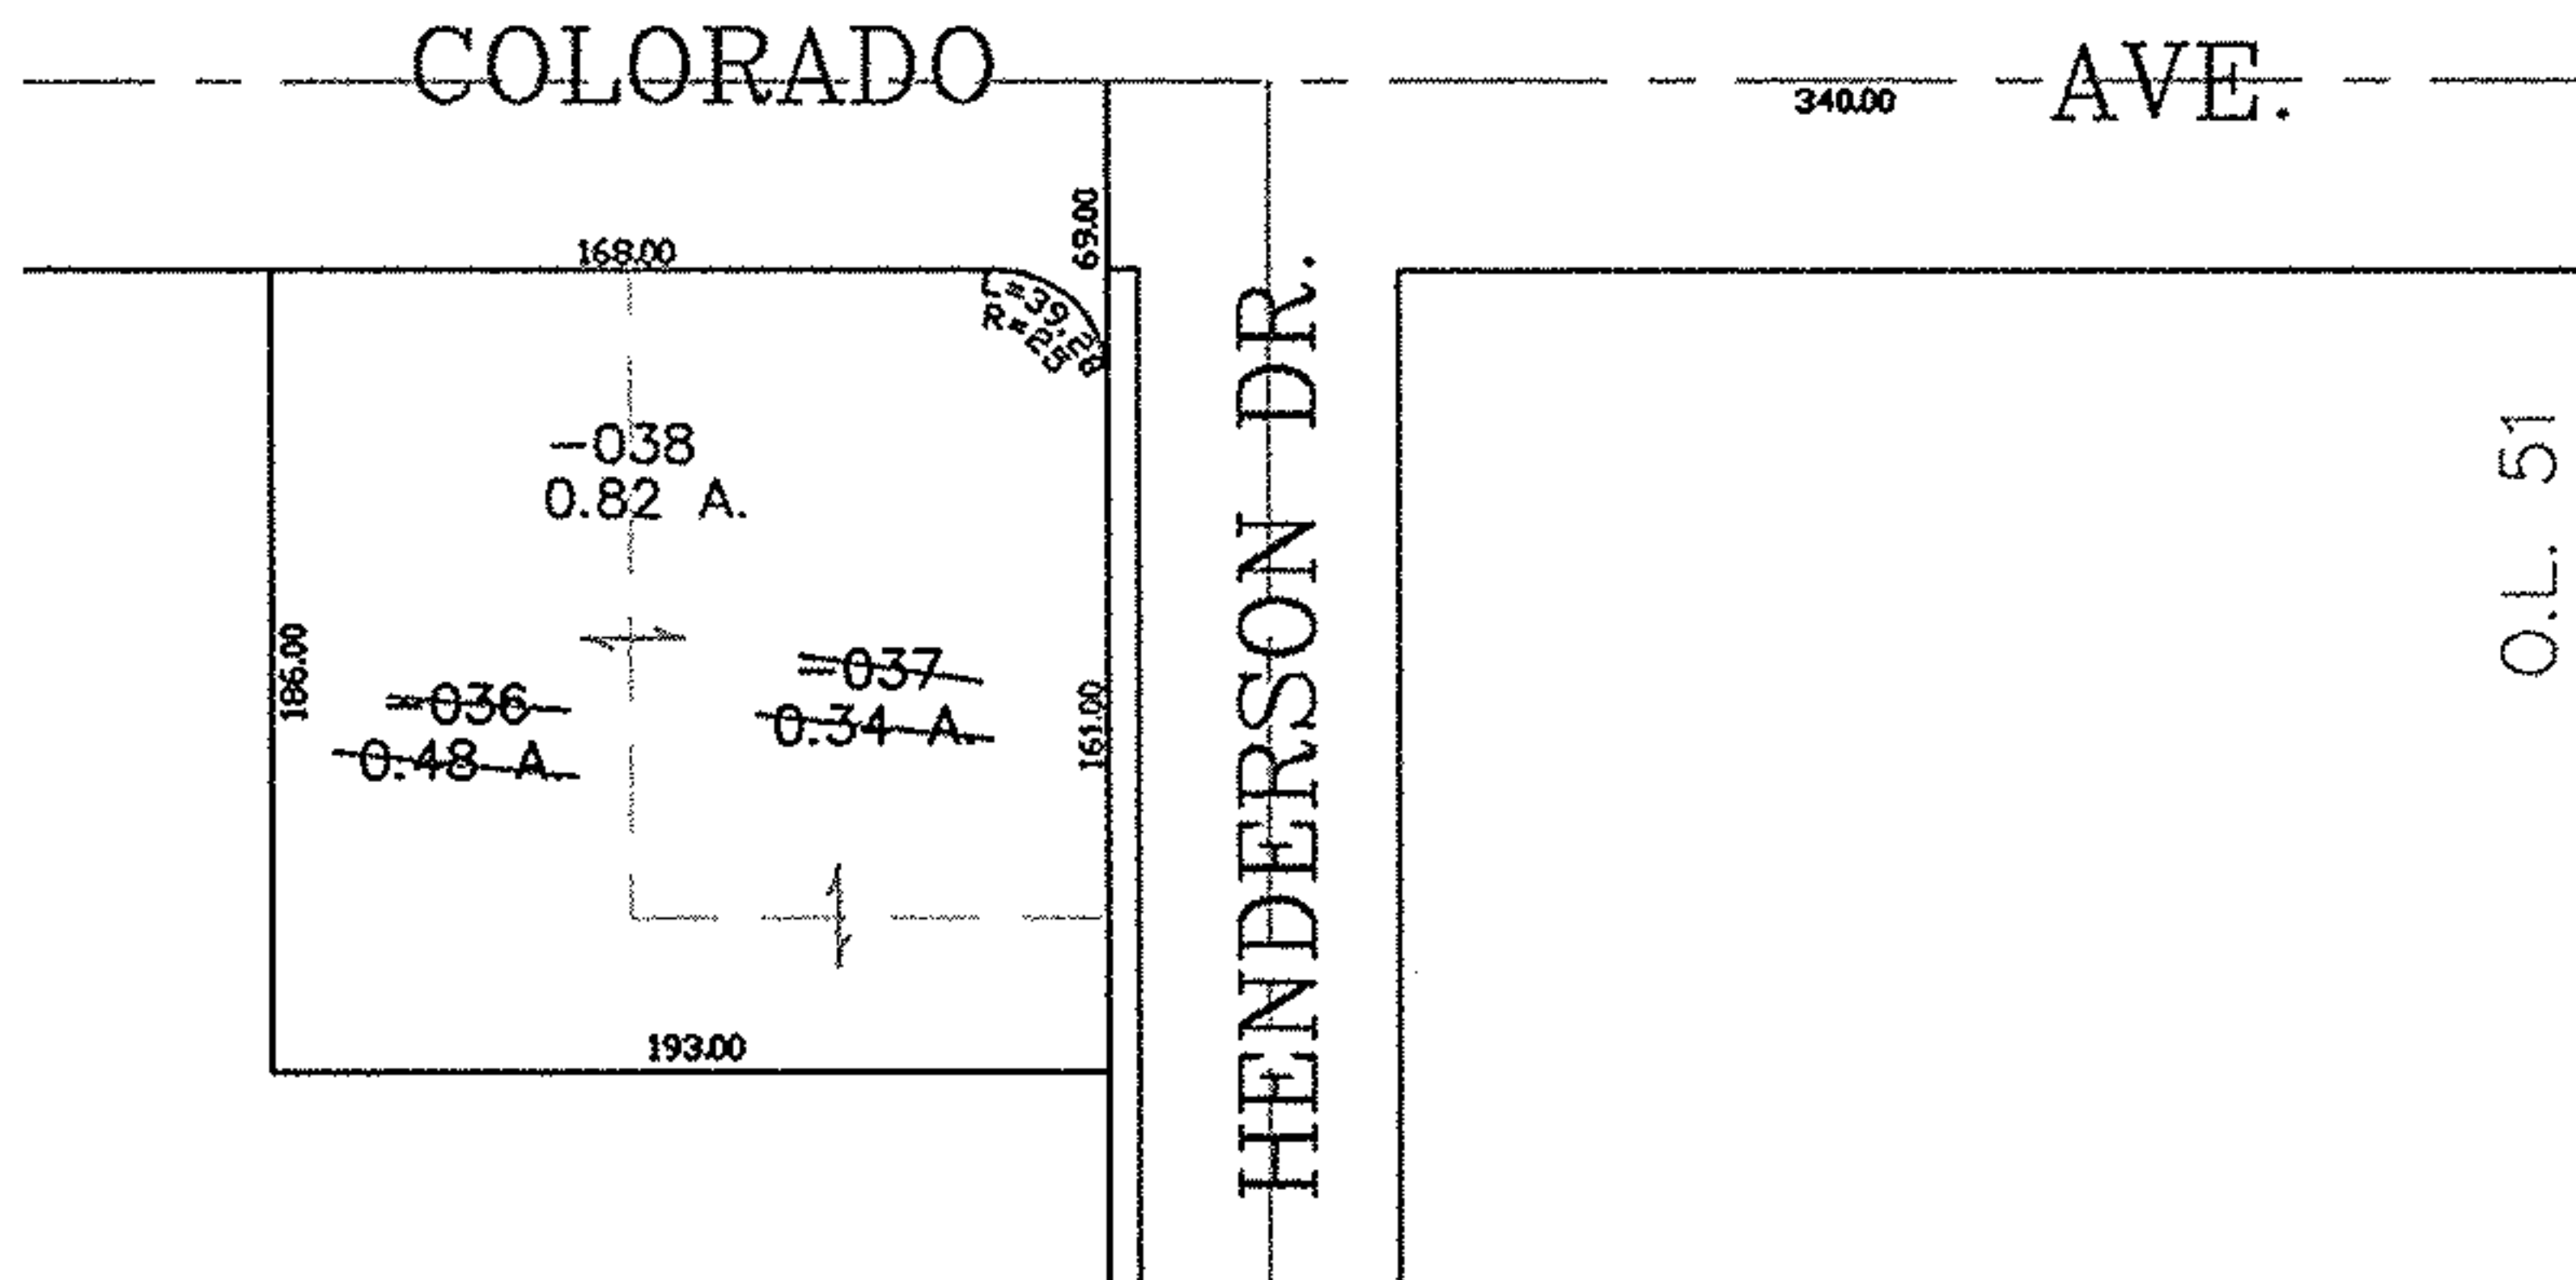 COLORADO AVE.
340.00
69.00
168.00
L=39.26
R=25
HENDERSON DR.
O.L. 51
-038
0.82 A.
186.00
-036
0.48 A.
-037
0.34 A.
161.00
193.00